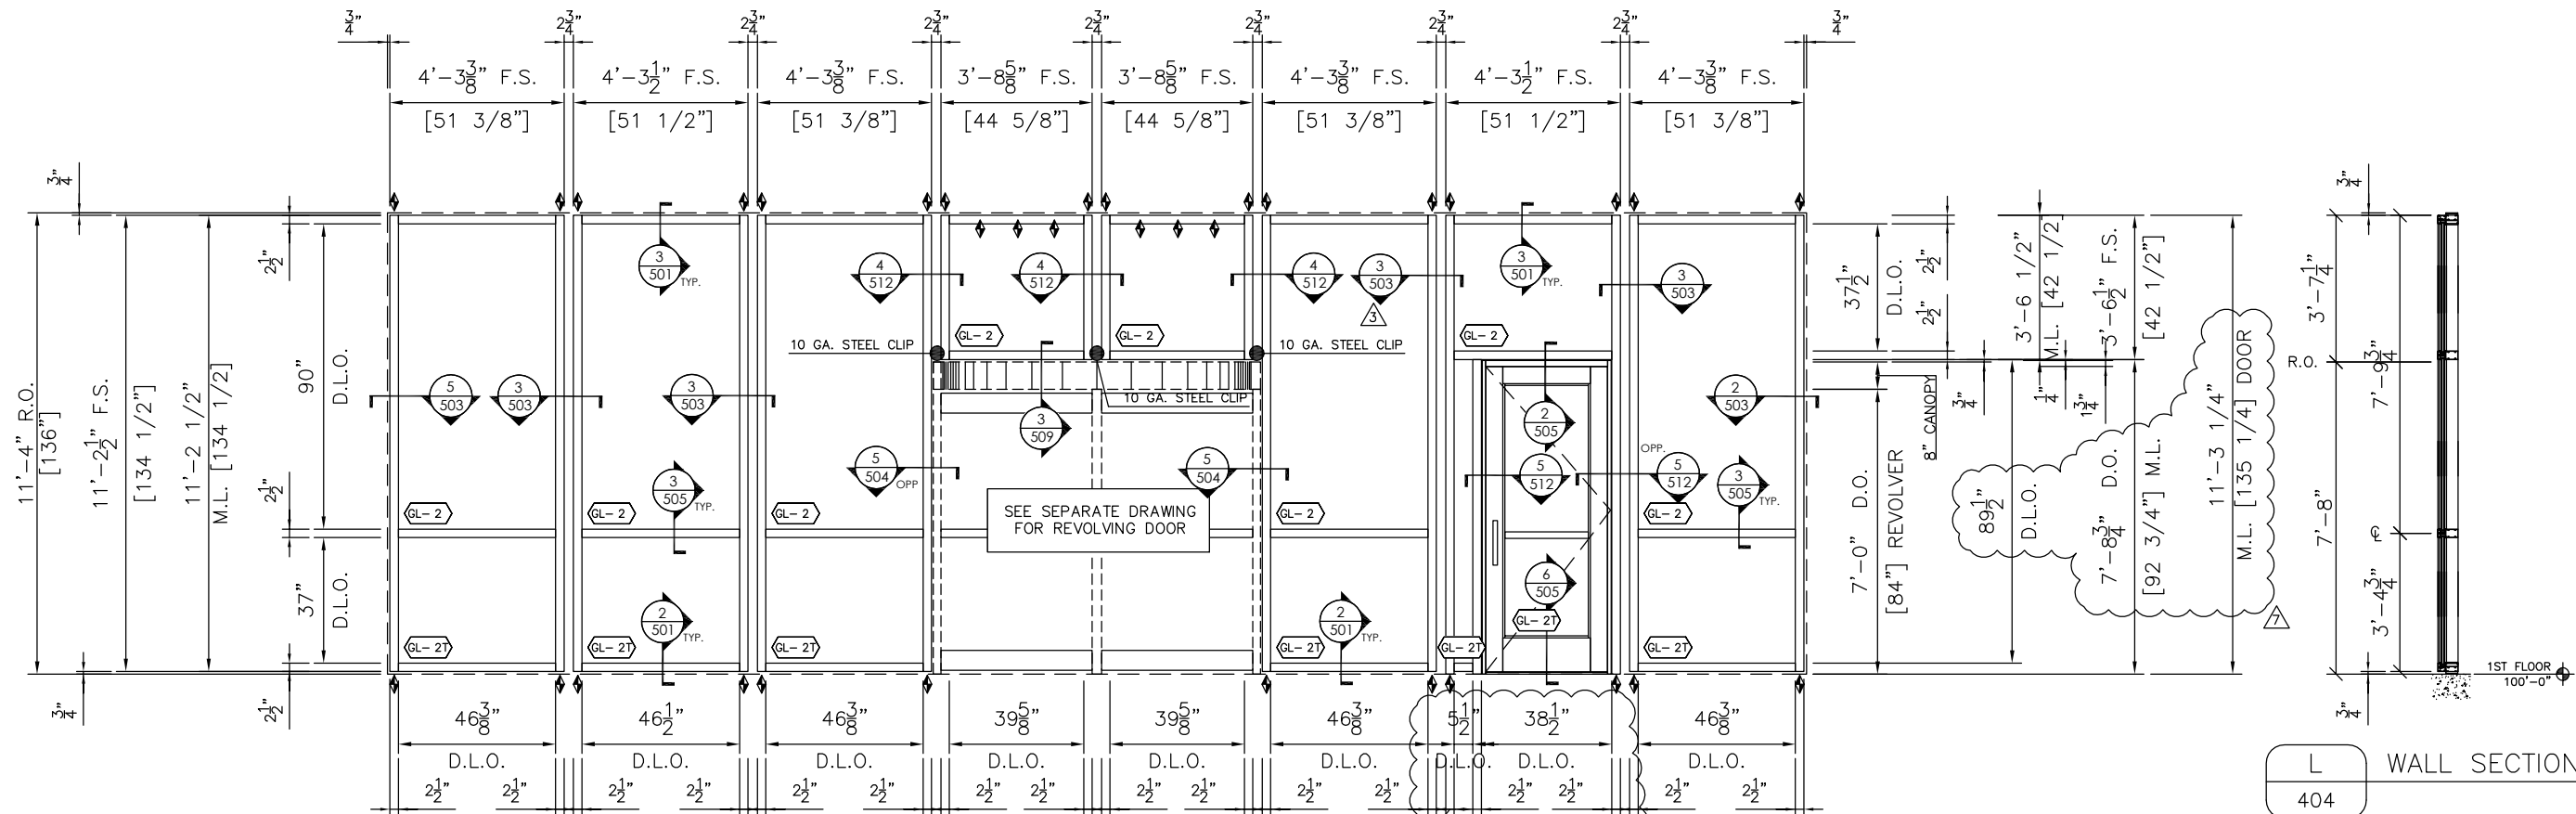 3/4" 2 3/4" 2 3/4" 2 3/4" 2 3/4" 2 3/4" 2 3/4" 2 3/4" 3/4"
4'-3 3/8" F.S. 4'-3 1/2" F.S. 4'-3 3/8" F.S. 3'-8 5/8" F.S. 3'-8 5/8" F.S. 4'-3 3/8" F.S. 4'-3 1/2" F.S. 4'-3 3/8" F.S.
[51 3/8"] [51 1/2"] [51 3/8"] [44 5/8"] [44 5/8"] [51 3/8"] [51 1/2"] [51 3/8"]
11'-4" R.O.
[136"]
3/4"
3/4"
11'-2 1/2" F.S.
[134 1/2"]
11'-2 1/2"
M.L. [134 1/2]
2 1/2"
90"
D.L.O.
2 1/2"
37"
D.L.O.
2 1/2"
3
501
TYP.
4
512
4
512
4
512
3
503
3
3
501
TYP.
3
503
GL-2
GL-2
GL-2
10 GA. STEEL CLIP
10 GA. STEEL CLIP
10 GA. STEEL CLIP
5
503
3
503
3
503
3
509
2
505
2
503
3
505
TYP.
5
504
OPP
5
504
5
512
OPP.
5
512
3
505
TYP.
GL-2
GL-2
GL-2
GL-2
GL-2
SEE SEPARATE DRAWING
FOR REVOLVING DOOR
2
501
TYP.
2
501
TYP.
6
505
GL-2T
GL-2T
GL-2T
GL-2T
GL-2T
GL-2T
GL-2T
37 1/2"
D.L.O.
2 1/2"
2 1/2"
8" CANOPY
7'-0" D.O.
[84"] REVOLVER
3'-6 1/2"
M.L. [42 1/2]
3'-6 1/2" F.S.
[42 1/2"]
3/4"
1/4"
3/14"
89 1/2"
D.L.O.
7'-8 3/4" D.O.
[92 3/4"] M.L.
11'-3 1/4"
M.L. [135 1/4] DOOR
7
3/4"
3'-7 1/4"
R.O.
7'-9 3/4"
7'-8"
℄
3'-4 3/4"
3/4"
1ST FLOOR
100'-0"
46 3/8" 46 1/2" 46 3/8" 39 5/8" 39 5/8" 46 3/8" 5 1/2" 38 1/2" 46 3/8"
D.L.O. D.L.O. D.L.O. D.L.O. D.L.O. D.L.O. D.L.O. D.L.O. D.L.O.
2 1/2" 2 1/2" 2 1/2" 2 1/2" 2 1/2" 2 1/2" 2 1/2" 2 1/2" 2 1/2" 2 1/2" 2 1/2" 2 1/2" 2 1/2" 2 1/2" 2 1/2" 2 1/2"
L
404
WALL SECTION